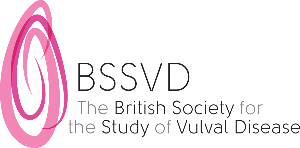 BSSVD
The British Society for
the Study of Vulval Disease